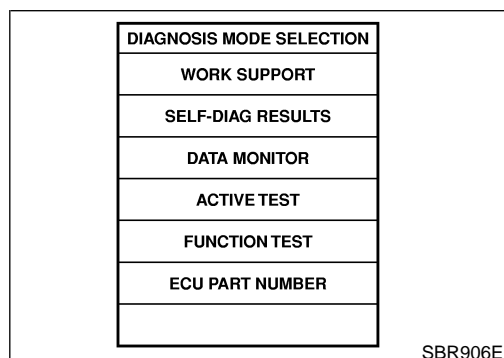 DIAGNOSIS MODE SELECTION
WORK SUPPORT
SELF-DIAG RESULTS
DATA MONITOR
ACTIVE TEST
FUNCTION TEST
ECU PART NUMBER
SBR906E